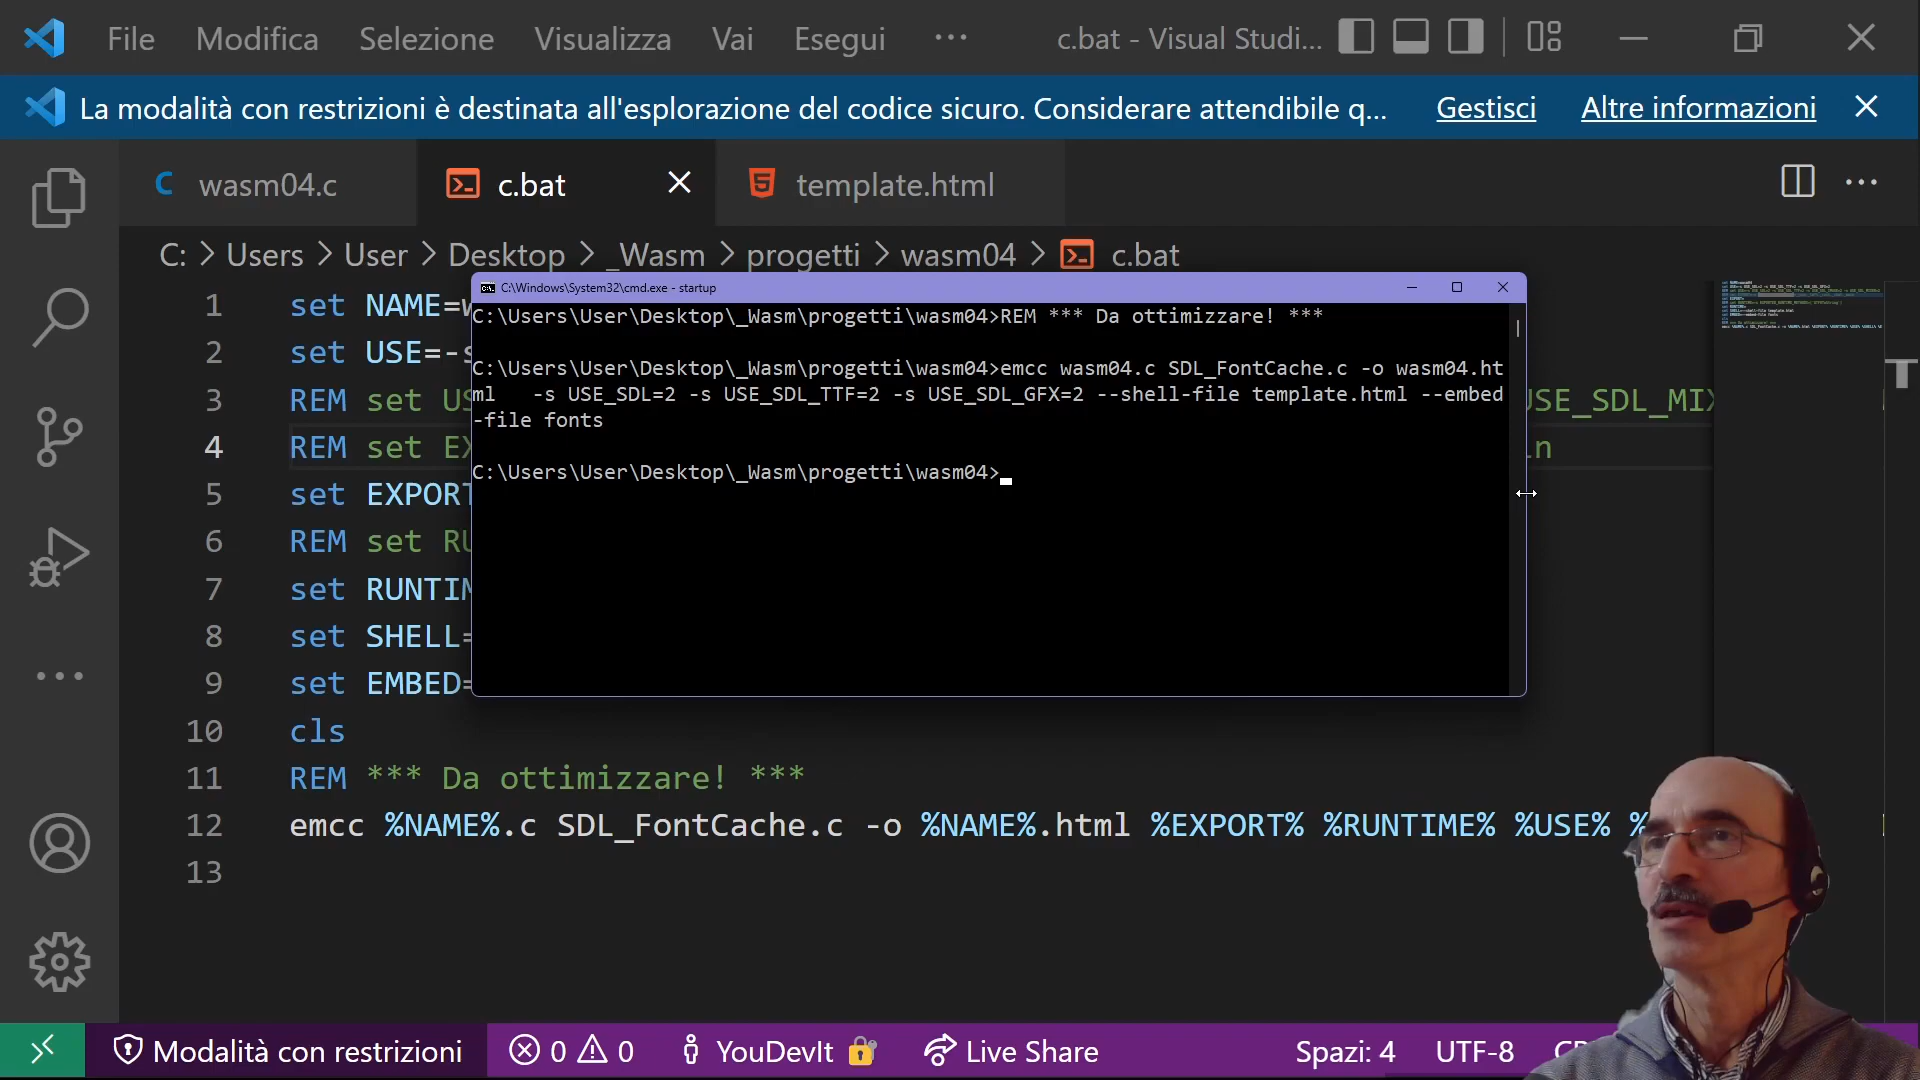 File Modifica Selezione Visualizza Vai Esegui ··· c.bat - Visual Studi...
La modalità con restrizioni è destinata all'esplorazione del codice sicuro. Considerare attendibile q... Gestisci Altre informazioni
wasm04.c c.bat template.html
C: > Users > User > Desktop > _Wasm > progetti > wasm04 > c.bat
C:\Windows\System32\cmd.exe - startup
C:\Users\User\Desktop\_Wasm\progetti\wasm04>REM *** Da ottimizzare! ***
C:\Users\User\Desktop\_Wasm\progetti\wasm04>emcc wasm04.c SDL_FontCache.c -o wasm04.ht
ml -s USE_SDL=2 -s USE_SDL_TTF=2 -s USE_SDL_GFX=2 --shell-file template.html --embed
-file fonts
C:\Users\User\Desktop\_Wasm\progetti\wasm04>
1 set NAME=
2 set USE=-s
3 REM set US USE_SDL_MIX
4 REM set EX n
5 set EXPORT
6 REM set RU
7 set RUNTIM
8 set SHELL=
9 set EMBED=
10 cls
11 REM *** Da ottimizzare! ***
12 emcc %NAME%.c SDL_FontCache.c -o %NAME%.html %EXPORT% %RUNTIME% %USE% %
13
Modalità con restrizioni 0 0 YouDevIt Live Share Spazi: 4 UTF-8